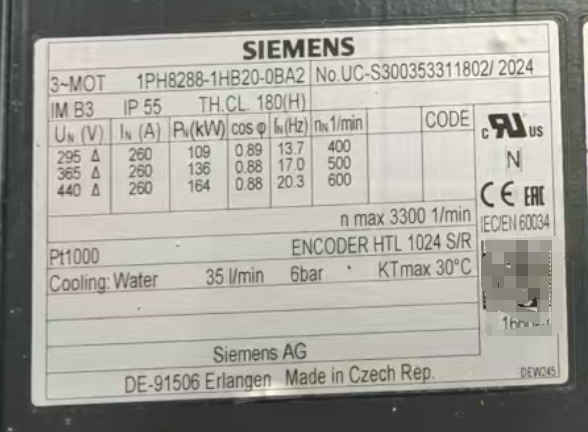 SIEMENS
3~MOT 1PH8288-1HB20-0BA2 No.UC-S300353311802/ 2024
IM B3 IP 55 TH.CL. 180(H)
UN (V) IN (A) PN(kW) cos φ fN(Hz) nN 1/min CODE
295 Δ 260 109 0.89 13.7 400
365 Δ 260 136 0.88 17.0 500
440 Δ 260 164 0.88 20.3 600
c RU US
N
CE EAC
n max 3300 1/min
IEC/EN 60034
Pt1000 ENCODER HTL 1024 S/R
Cooling: Water 35 l/min 6bar KTmax 30°C
Siemens AG
DE-91506 Erlangen Made in Czech Rep.
DEW245